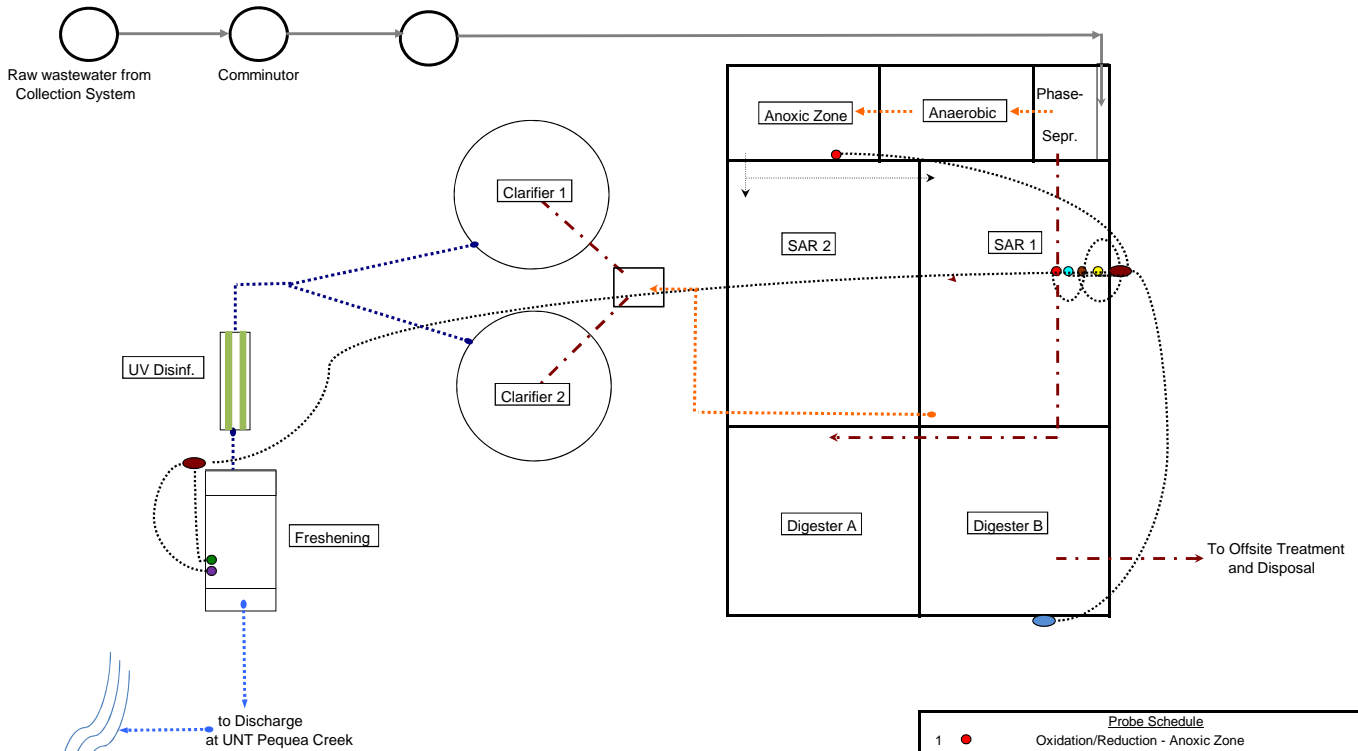 Raw wastewater from
Collection System
Comminutor
Phase-
Sepr.
Anaerobic
Anoxic Zone
Clarifier 1
SAR 2
SAR 1
Clarifier 2
UV Disinf.
Freshening
Digester A
Digester B
To Offsite Treatment
and Disposal
to Discharge
at UNT Pequea Creek
Probe Schedule
1 Oxidation/Reduction - Anoxic Zone